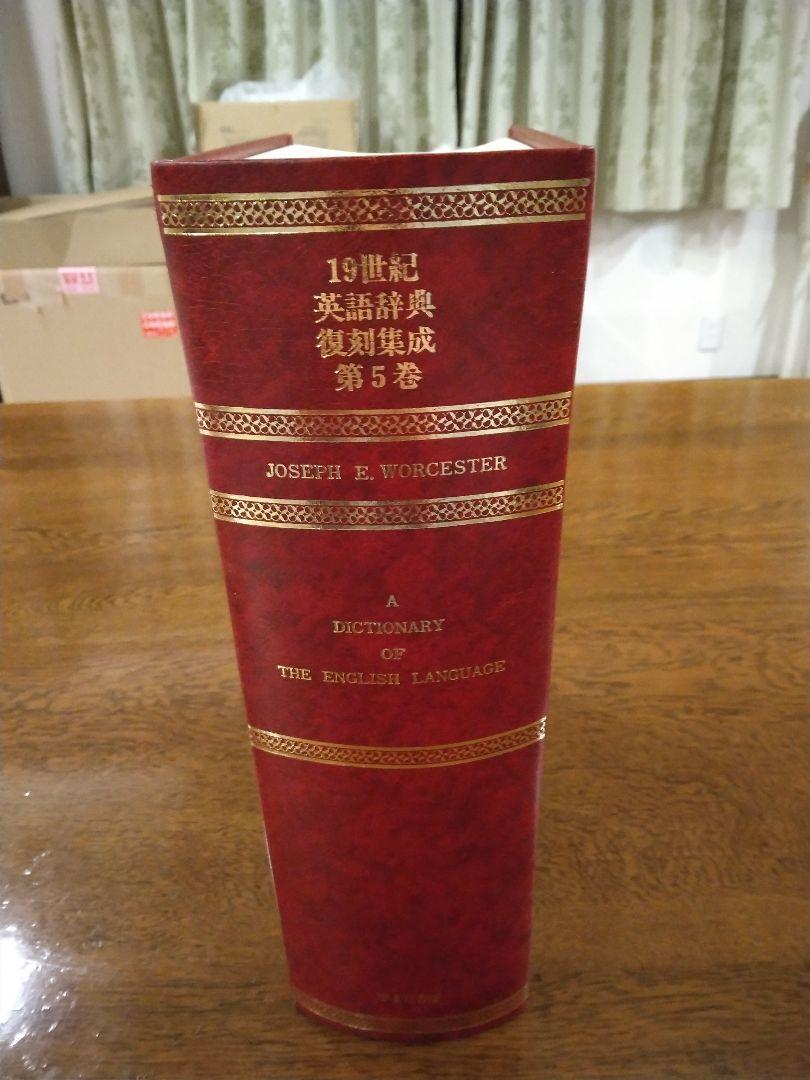 19世紀
英語辞典
復刻集成
第5巻
JOSEPH E. WORCESTER
A
DICTIONARY
OF
THE ENGLISH LANGUAGE